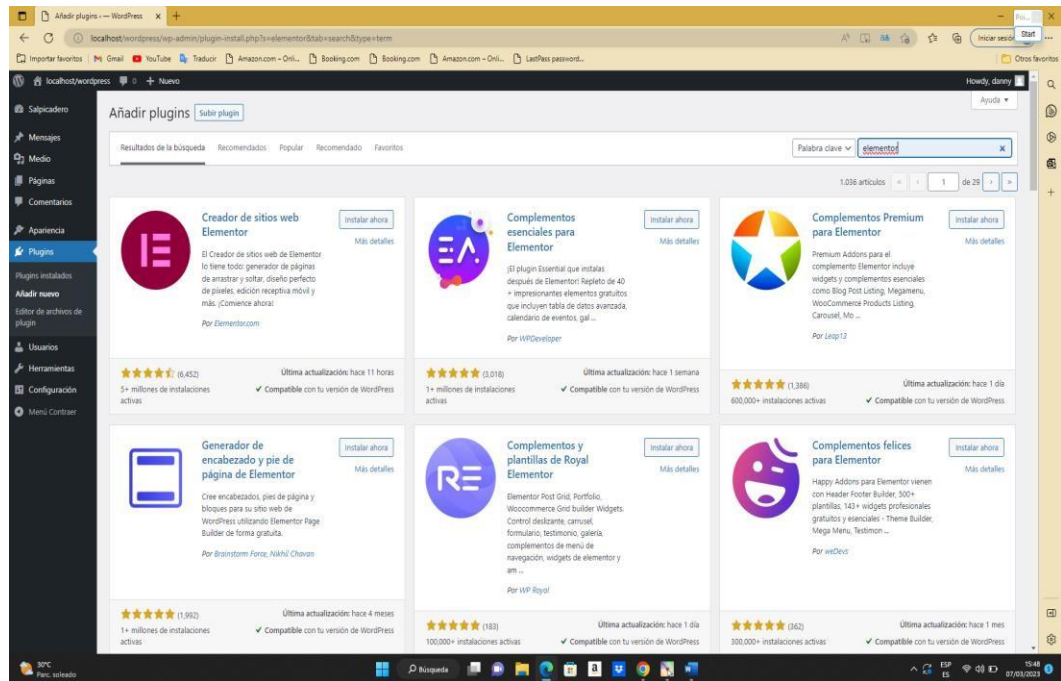 Añadir plugins ‹ — WordPress
localhost/wordpress/wp-admin/plugin-install.php?s=elementor&tab=search&type=term
Iniciar sesión
Start
Importar favoritos
Gmail
YouTube
Traducir
Amazon.com – Onli...
Booking.com
Booking.com
Amazon.com – Onli...
LastPass password...
Otros favoritos
localhost/wordpress
0
+ Nuevo
Howdy, danny
Salpicadero
Mensajes
Medio
Páginas
Comentarios
Apariencia
Plugins
Plugins instalados
Añadir nuevo
Editor de archivos de
plugin
Usuarios
Herramientas
Configuración
Menú Contraer
Ayuda
Añadir plugins
Subir plugin
Resultados de la búsqueda
Recomendados
Popular
Recomendado
Favoritos
Palabra clave
elementor
1.036 artículos
«
‹
1
de 29
›
»
Creador de sitios web
Elementor
Instalar ahora
Más detalles
El Creador de sitios web de Elementor
lo tiene todo: generador de páginas
de arrastrar y soltar, diseño perfecto
de píxeles, edición receptiva móvil y
más. ¡Comience ahora!
Por Elementor.com
(6,452)
5+ millones de instalaciones
activas
Última actualización: hace 11 horas
✓ Compatible con tu versión de WordPress
Complementos
esenciales para
Elementor
Instalar ahora
Más detalles
¡El plugin Essential que instalas
después de Elementor! Repleto de 40
+ impresionantes elementos gratuitos
que incluyen tabla de datos avanzada,
calendario de eventos, gal ...
Por WPDeveloper
(3,018)
1+ millones de instalaciones
activas
Última actualización: hace 1 semana
✓ Compatible con tu versión de WordPress
Complementos Premium
para Elementor
Instalar ahora
Más detalles
Premium Addons para el
complemento Elementor incluye
widgets y complementos esenciales
como Blog Post Listing, Megamenu,
WooCommerce Products Listing,
Carousel, Mo ...
Por Leap13
(1,386)
600,000+ instalaciones activas
Última actualización: hace 1 día
✓ Compatible con tu versión de WordPress
Generador de
encabezado y pie de
página de Elementor
Instalar ahora
Más detalles
Cree encabezados, pies de página y
bloques para su sitio web de
WordPress utilizando Elementor Page
Builder de forma gratuita.
Por Brainstorm Force, Nikhil Chavan
(1,992)
1+ millones de instalaciones
activas
Última actualización: hace 4 meses
✓ Compatible con tu versión de WordPress
RE
Complementos y
plantillas de Royal
Elementor
Instalar ahora
Más detalles
Elementor Post Grid, Portfolio,
Woocommerce Grid builder Widgets.
Control deslizante, carrusel,
formulario, testimonio, galería,
complementos de menú de
navegación, widgets de elementor y
am ...
Por WP Royal
(183)
100,000+ instalaciones activas
Última actualización: hace 1 día
✓ Compatible con tu versión de WordPress
Complementos felices
para Elementor
Instalar ahora
Más detalles
Happy Addons para Elementor vienen
con Header Footer Builder, 500+
plantillas, 143+ widgets profesionales
gratuitos y esenciales - Theme Builder,
Mega Menu, Testimon ...
Por weDevs
(362)
300,000+ instalaciones activas
Última actualización: hace 1 mes
✓ Compatible con tu versión de WordPress
30°C
Parc. soleado
Búsqueda
ESP
ES
15:48
07/03/2023